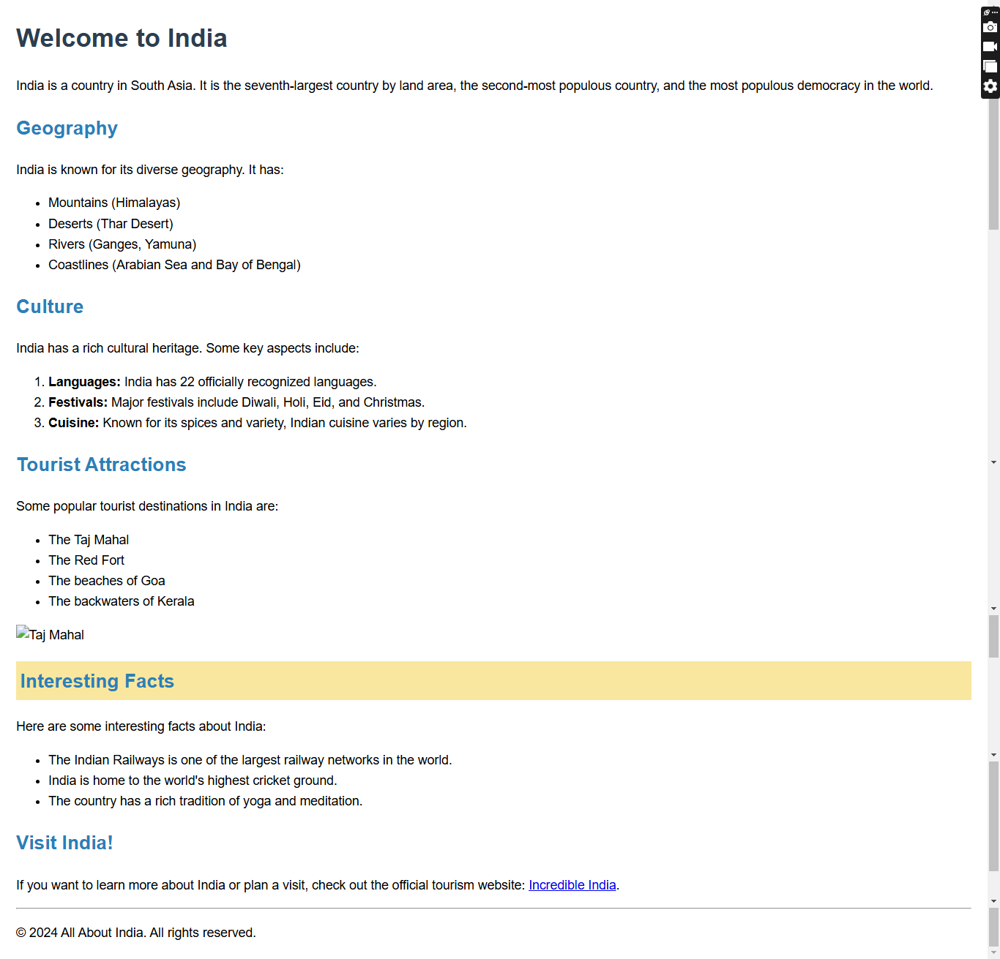 Welcome to India
India is a country in South Asia. It is the seventh-largest country by land area, the second-most populous country, and the most populous democracy in the world.
Geography
India is known for its diverse geography. It has:
• Mountains (Himalayas)
• Deserts (Thar Desert)
• Rivers (Ganges, Yamuna)
• Coastlines (Arabian Sea and Bay of Bengal)
Culture
India has a rich cultural heritage. Some key aspects include:
1. Languages: India has 22 officially recognized languages.
2. Festivals: Major festivals include Diwali, Holi, Eid, and Christmas.
3. Cuisine: Known for its spices and variety, Indian cuisine varies by region.
Tourist Attractions
Some popular tourist destinations in India are:
• The Taj Mahal
• The Red Fort
• The beaches of Goa
• The backwaters of Kerala
Taj Mahal
Interesting Facts
Here are some interesting facts about India:
• The Indian Railways is one of the largest railway networks in the world.
• India is home to the world's highest cricket ground.
• The country has a rich tradition of yoga and meditation.
Visit India!
If you want to learn more about India or plan a visit, check out the official tourism website: Incredible India.
© 2024 All About India. All rights reserved.